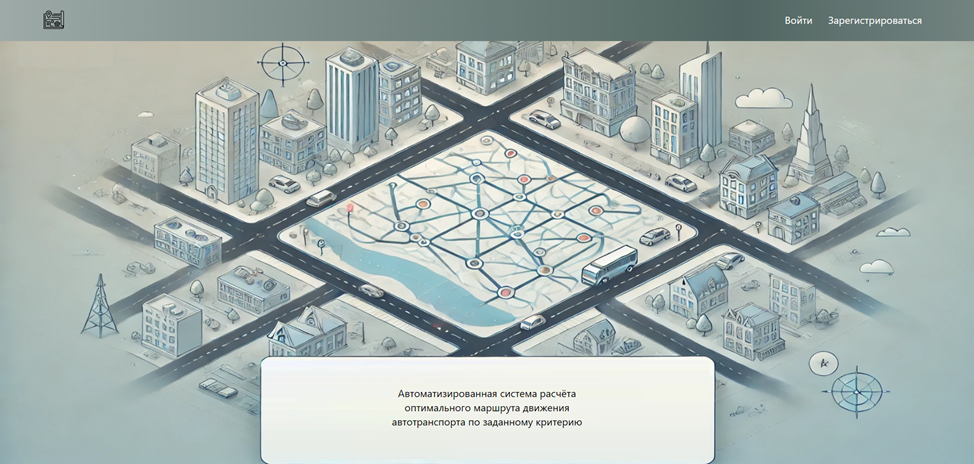 Войти Зарегистрироваться
Автоматизированная система расчёта
оптимального маршрута движения
автотранспорта по заданному критерию